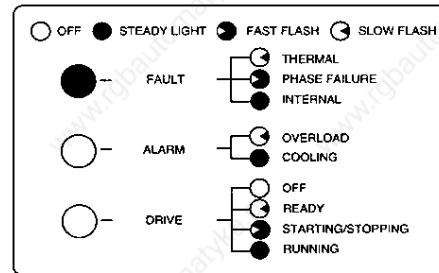 OFF STEADY LIGHT FAST FLASH SLOW FLASH
FAULT
THERMAL
PHASE FAILURE
INTERNAL
ALARM
OVERLOAD
COOLING
DRIVE
OFF
READY
STARTING/STOPPING
RUNNING